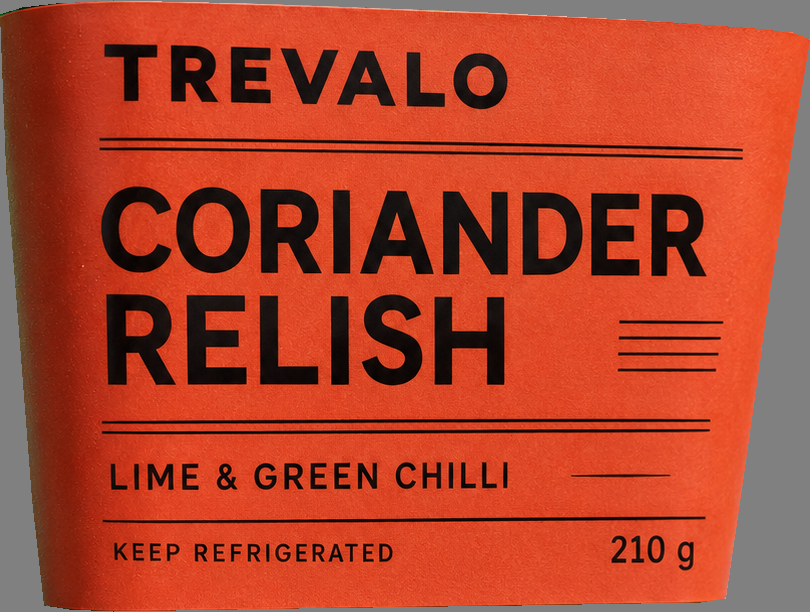 TREVALO
CORIANDER
RELISH
LIME & GREEN CHILLI
KEEP REFRIGERATED
210 g